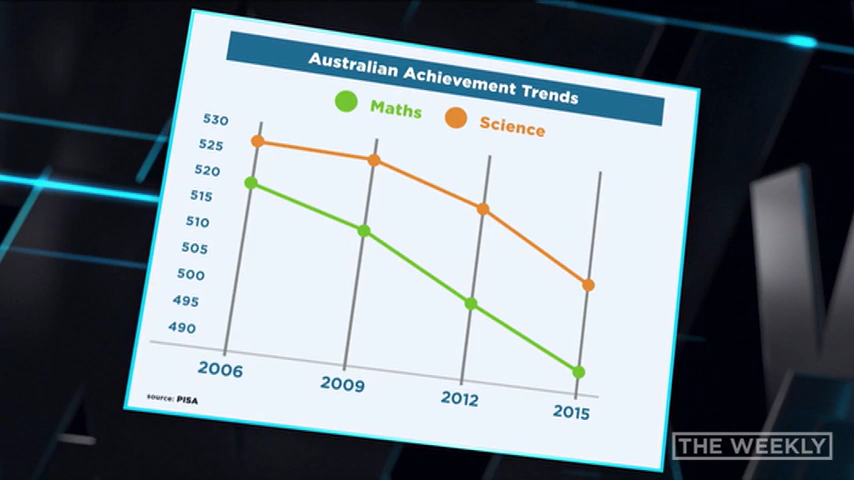 Australian Achievement Trends
Maths Science
530
525
520
515
510
505
500
495
490
2006 2009 2012 2015
source: PISA
THE WEEKLY